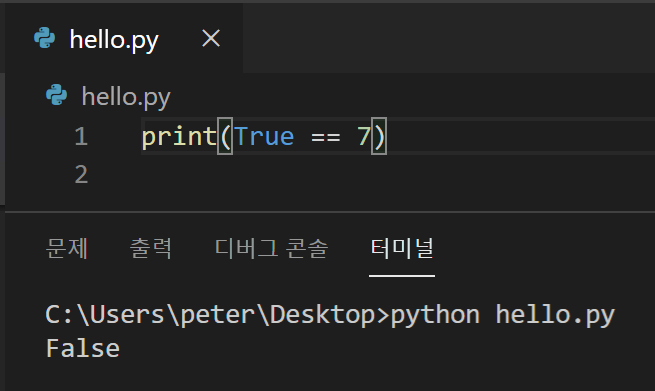 hello.py
hello.py
1 print(True == 7)
2
문제 출력 디버그 콘솔 터미널
C:\Users\peter\Desktop>python hello.py
False